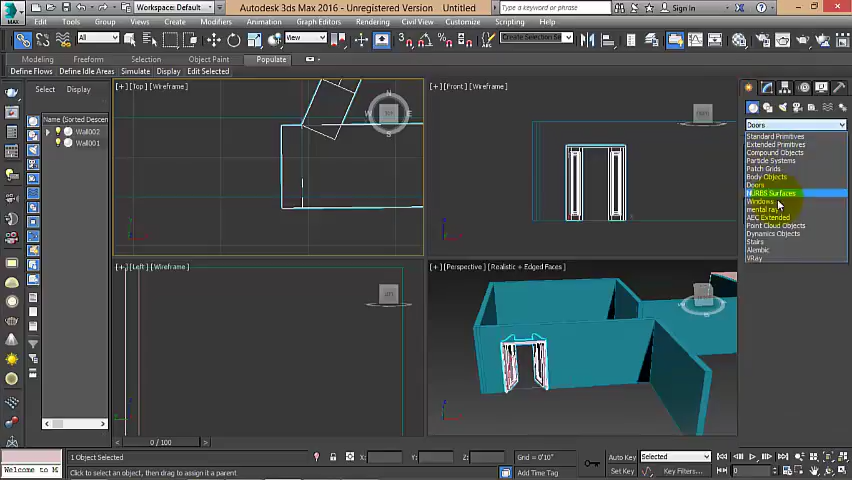 Workspace: Default
Autodesk 3ds Max 2016 - Unregistered Version Untitled
Type a keyword or phrase
MAX
Edit Tools Group Views Create Modifiers Animation Graph Editors Rendering Civil View Customize Scripting Help
All
View
Create Selection Se
Modeling Freeform Selection Object Paint Populate
Define Flows Define Idle Areas Simulate Display Edit Selected
Select Display
Name (Sorted Descen
Wall002
Wall001
[+] [Top] [Wireframe]
[+] [Front] [Wireframe]
[+] [Left] [Wireframe]
[+] [Perspective] [Realistic + Edged Faces]
Doors
Standard Primitives
Extended Primitives
Compound Objects
Particle Systems
Patch Grids
Body Objects
Doors
NURBS Surfaces
Windows
mental ray
AEC Extended
Point Cloud Objects
Dynamics Objects
Stairs
Alembic
VRay
0 / 100
1 Object Selected
X: Y: Z:
Grid = 0'10"
Auto Key Selected
Set Key Key Filters...
0
Welcome to M
Click to select an object, then drag to assign it a parent
Add Time Tag